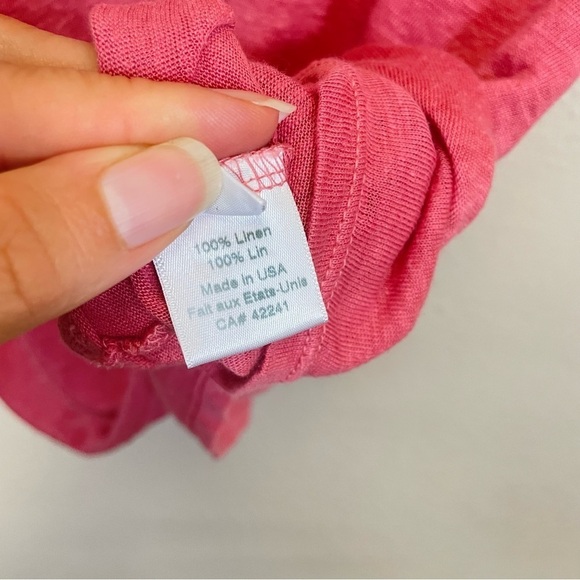 100% Linen
100% Lin
Made in USA
Fait aux Etats-Unis
CA# 42241